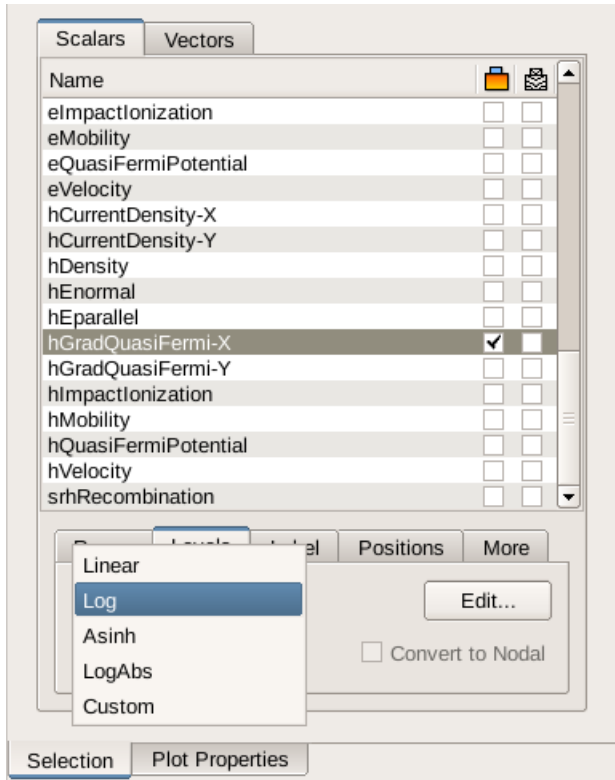 Scalars Vectors
Name
eImpactIonization
eMobility
eQuasiFermiPotential
eVelocity
hCurrentDensity-X
hCurrentDensity-Y
hDensity
hEnormal
hEparallel
hGradQuasiFermi-X
hGradQuasiFermi-Y
hImpactIonization
hMobility
hQuasiFermiPotential
hVelocity
srhRecombination
Positions More
Linear
Log
Edit...
Asinh
Convert to Nodal
LogAbs
Custom
Selection Plot Properties